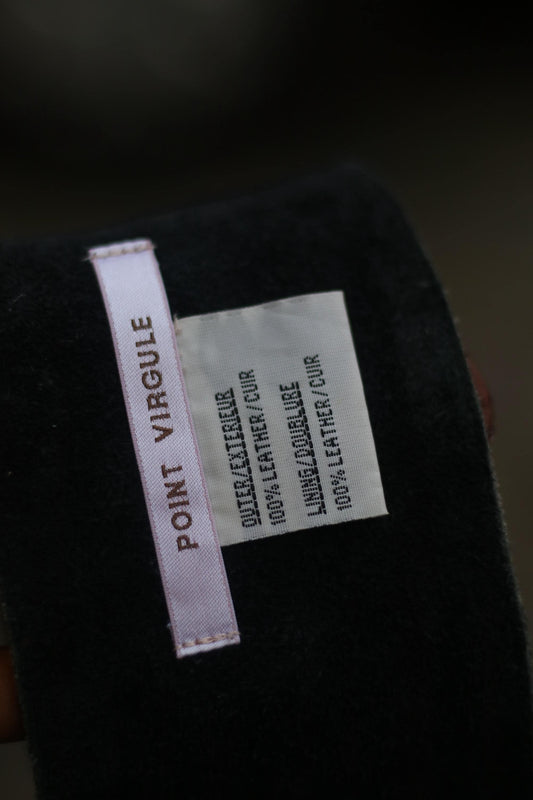 POINT VIRGULE
OUTER/EXTERIEUR
100% LEATHER/CUIR
LINING/DOUBLURE
100% LEATHER/CUIR